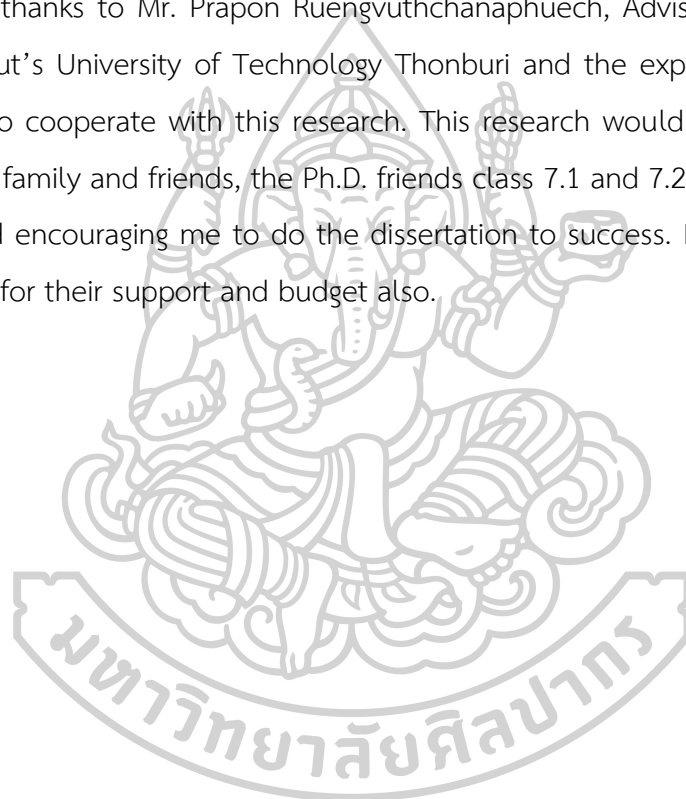 thanks to Mr. Prapon Ruengvuthchanaphuech, Advis
ut's University of Technology Thonburi and the exp
o cooperate with this research. This research would
family and friends, the Ph.D. friends class 7.1 and 7.2
d encouraging me to do the dissertation to success.
for their support and budget also.
มหาวิทยาลัยศิลปากร